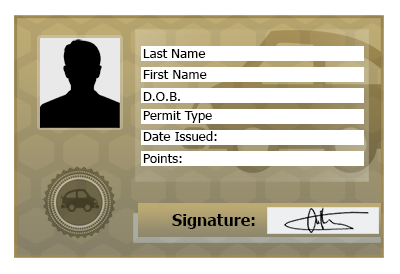 Last Name
First Name
D.O.B.
Permit Type
Date Issued:
Points:
Signature: